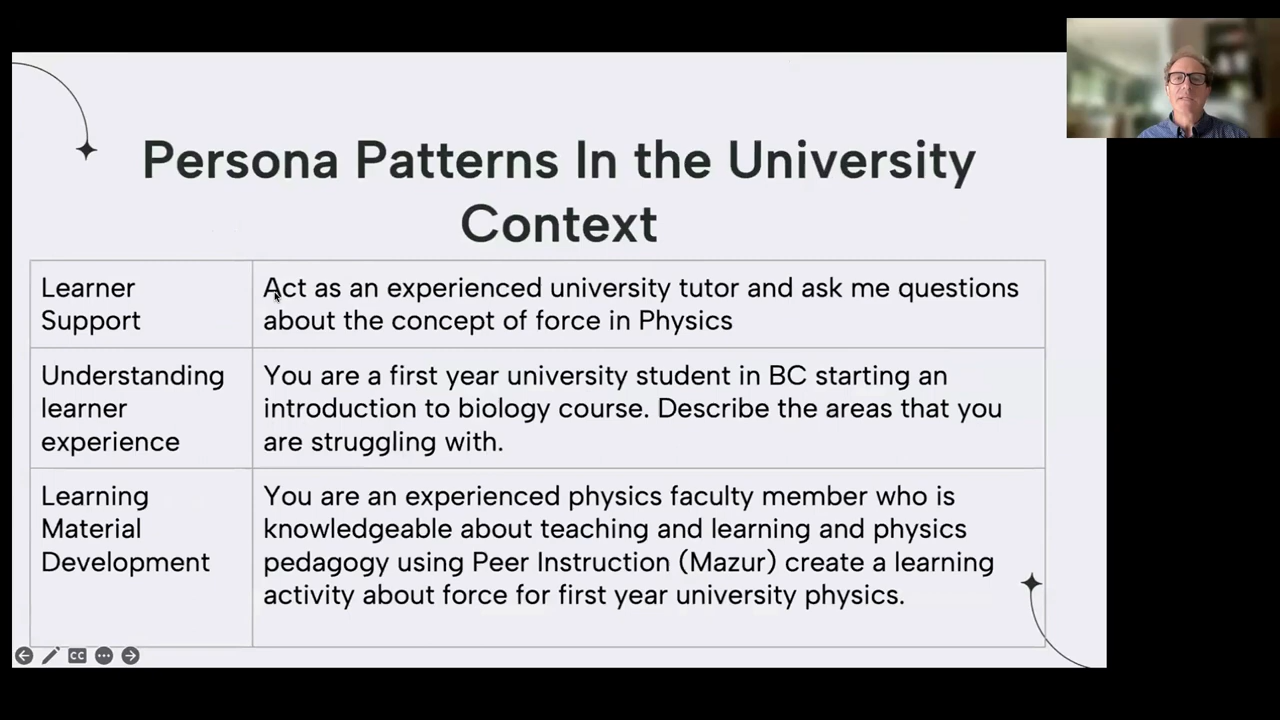 Persona Patterns In the University
Context
Learner
Support
Act as an experienced university tutor and ask me questions
about the concept of force in Physics
Understanding
learner
experience
You are a first year university student in BC starting an
introduction to biology course. Describe the areas that you
are struggling with.
Learning
Material
Development
You are an experienced physics faculty member who is
knowledgeable about teaching and learning and physics
pedagogy using Peer Instruction (Mazur) create a learning
activity about force for first year university physics.
CC